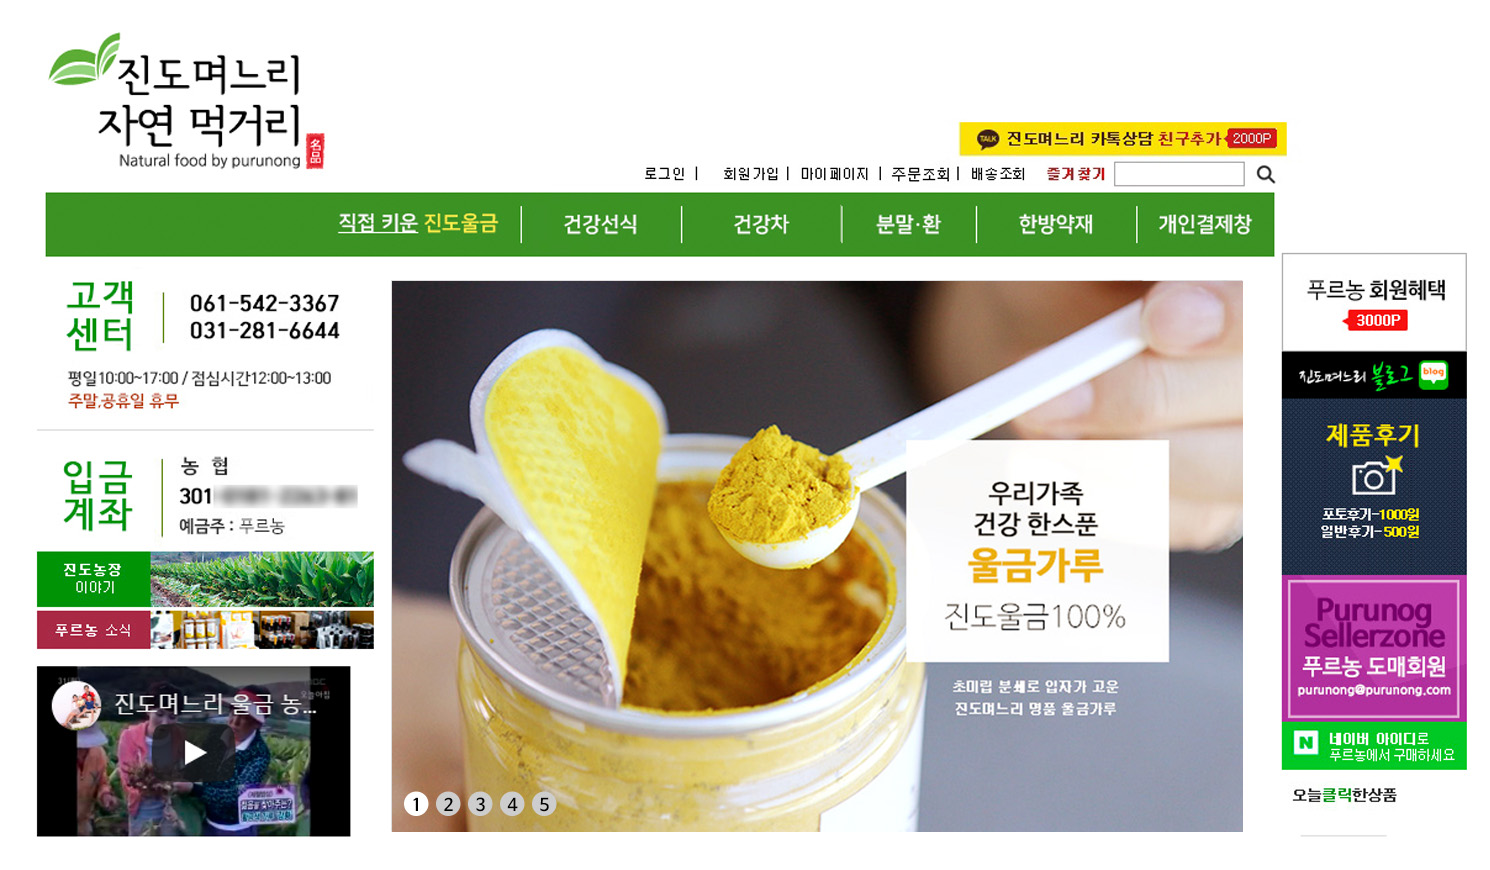 진도며느리
자연 먹거리
名品
Natural food by purunong
TALK 진도며느리 카톡상담 친구추가 2000P
로그인 | 회원가입 | 마이페이지 | 주문조회 | 배송조회 즐겨찾기
직접 키운 진도울금 건강선식 건강차 분말·환 한방약재 개인결제창
고객
센터
061-542-3367
031-281-6644
평일10:00~17:00 / 점심시간12:00~13:00
주말,공휴일 휴무
입금
계좌
농 협
301
예금주 : 푸르농
진도농장
이야기
푸르농 소식
진도며느리 울금 농...
오늘아침
우리가족
건강 한스푼
울금가루
진도울금100%
초미립 분쇄로 입자가 고운
진도며느리 명품 울금가루
1 2 3 4 5
푸르농 회원혜택
3000P
진도며느리 블로그 blog
제품후기
포토후기-1000원
일반후기-500원
Purunog
Sellerzone
푸르농 도매회원
purunong@purunong.com
N 네이버 아이디로
푸르농에서 구매하세요
오늘클릭한상품